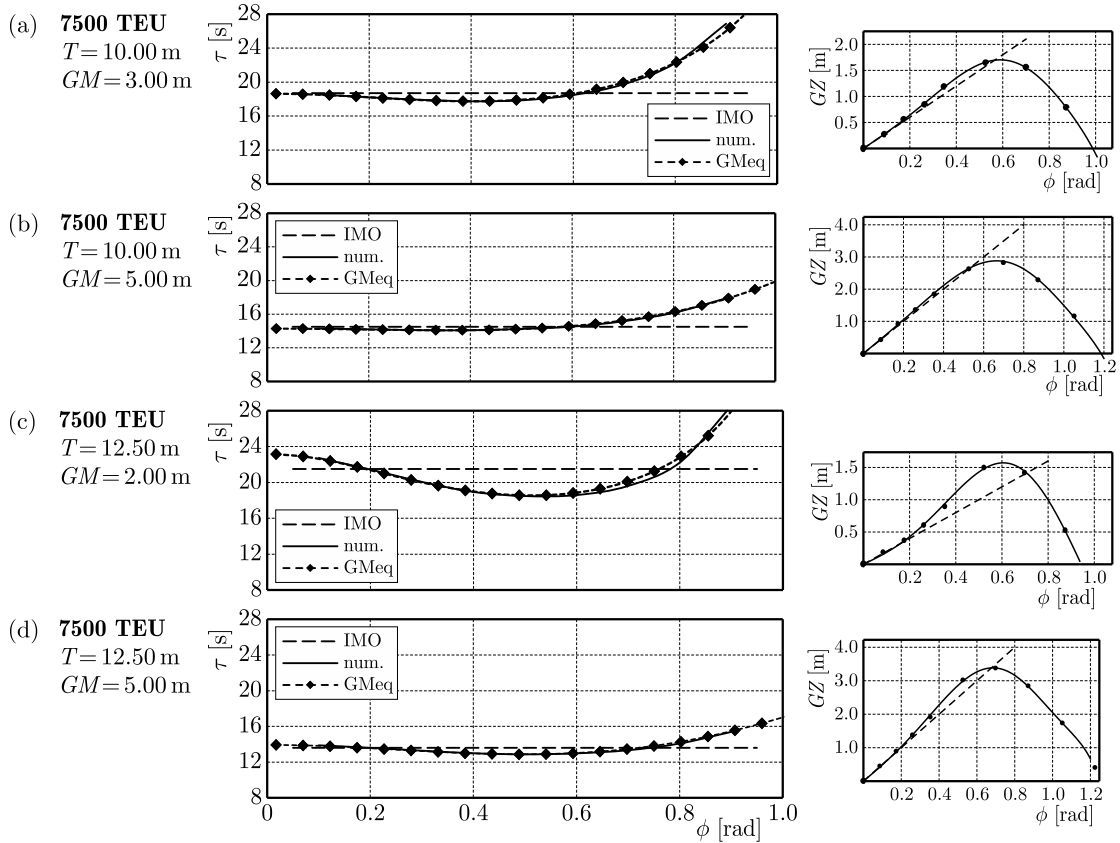 (a) 7500 TEU
T = 10.00 m
GM = 3.00 m
τ [s]
28
24
20
16
12
8
IMO
num.
GMeq
GZ [m]
2.0
1.5
1.0
0.5
0.2 0.4 0.6 0.8 1.0
ϕ [rad]
(b) 7500 TEU
T = 10.00 m
GM = 5.00 m
τ [s]
28
24
20
16
12
8
IMO
num.
GMeq
GZ [m]
4.0
3.0
2.0
1.0
0.2 0.4 0.6 0.8 1.0 1.2
ϕ [rad]
(c) 7500 TEU
T = 12.50 m
GM = 2.00 m
τ [s]
28
24
20
16
12
8
IMO
num.
GMeq
GZ [m]
1.5
1.0
0.5
0.2 0.4 0.6 0.8 1.0
ϕ [rad]
(d) 7500 TEU
T = 12.50 m
GM = 5.00 m
τ [s]
28
24
20
16
12
8
IMO
num.
GMeq
0 0.2 0.4 0.6 0.8 1.0
ϕ [rad]
GZ [m]
4.0
3.0
2.0
1.0
0.2 0.4 0.6 0.8 1.0 1.2
ϕ [rad]